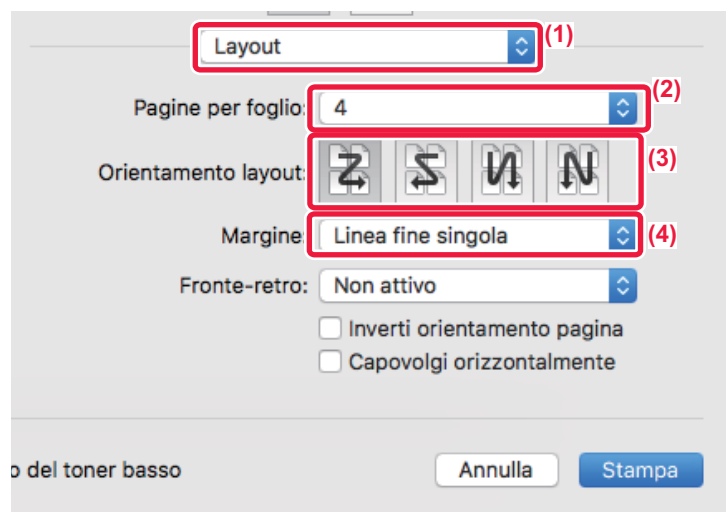 Layout (1)
Pagine per foglio: 4 (2)
Orientamento layout: (3)
Margine: Linea fine singola (4)
Fronte-retro: Non attivo
Inverti orientamento pagina
Capovolgi orizzontalmente
o del toner basso Annulla Stampa